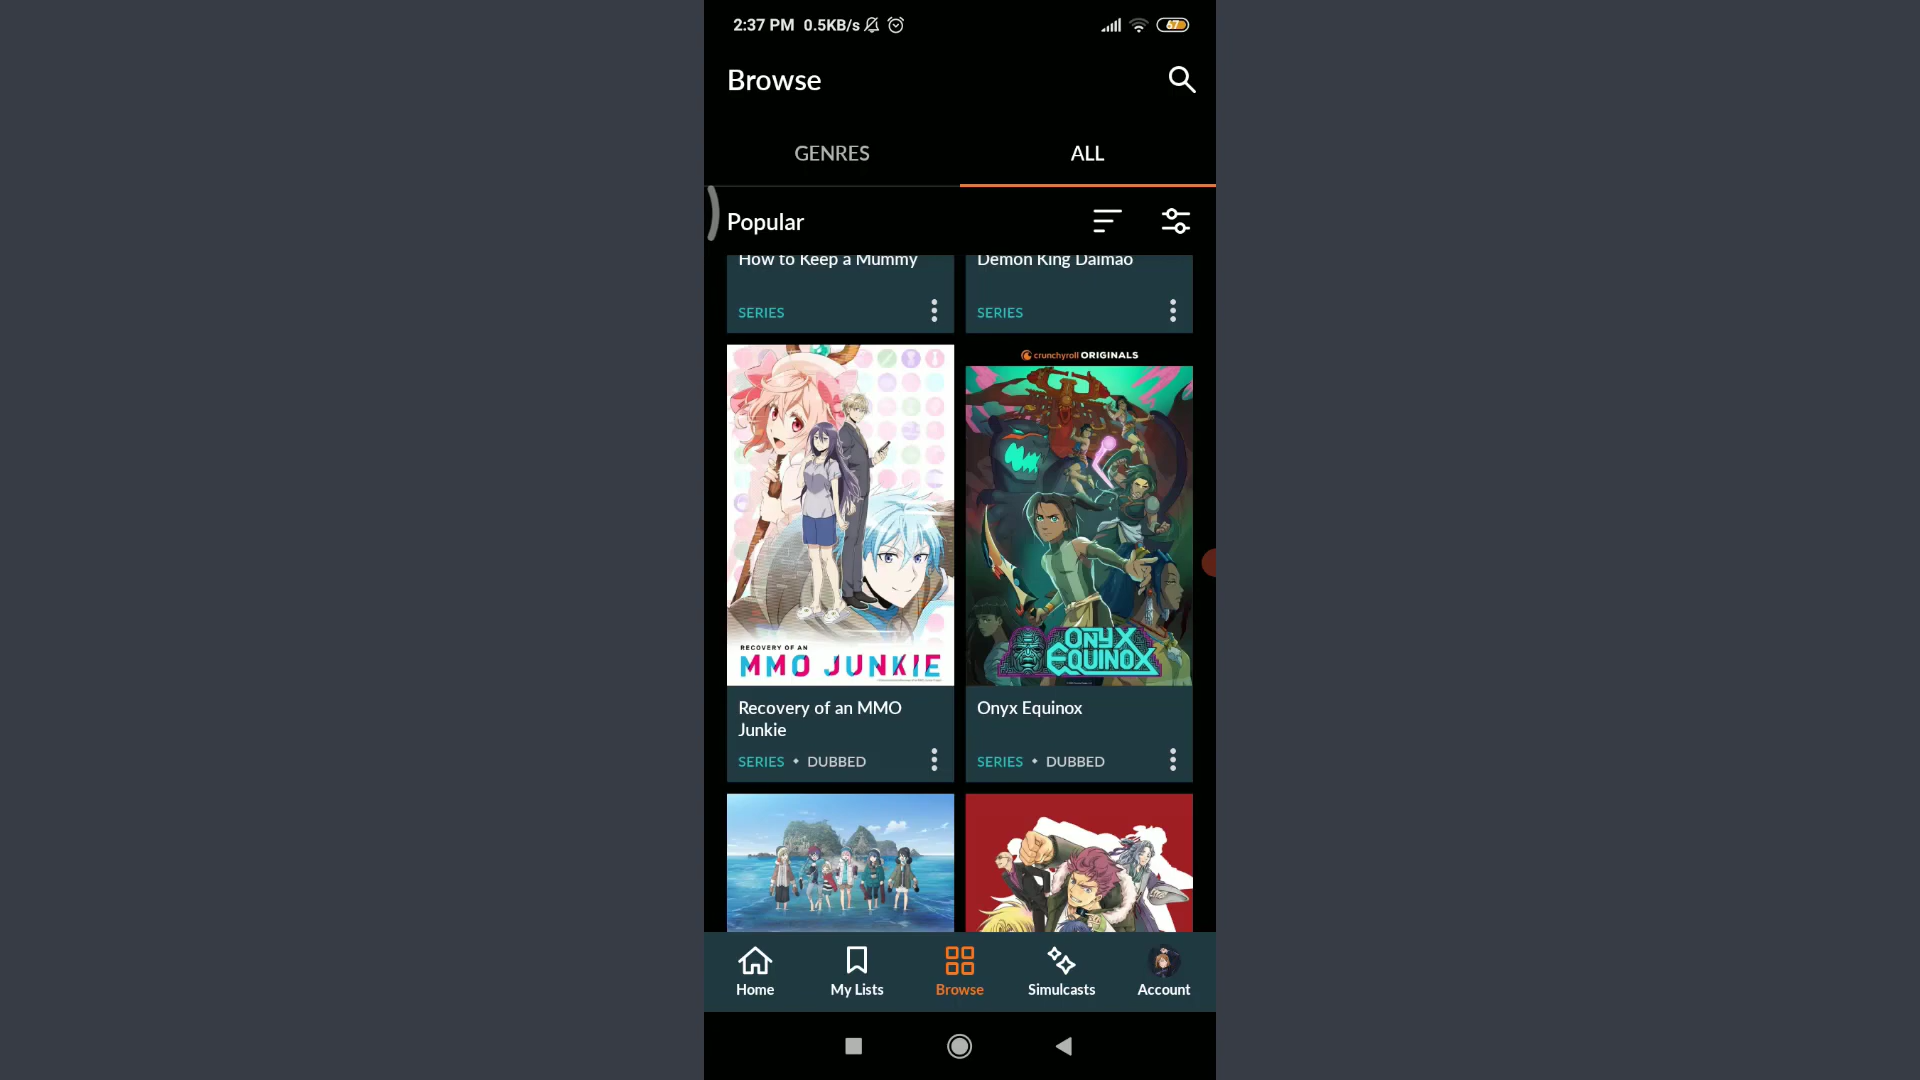 2:37 PM 0.5KB/s
67
Browse
GENRES
ALL
Popular
How to Keep a Mummy
Demon King Daimao
SERIES
SERIES
crunchyroll ORIGINALS
RECOVERY OF AN
MMO JUNKIE
ONYX
EQUINOX
Recovery of an MMO
Junkie
Onyx Equinox
SERIES • DUBBED
SERIES • DUBBED
Home
My Lists
Browse
Simulcasts
Account